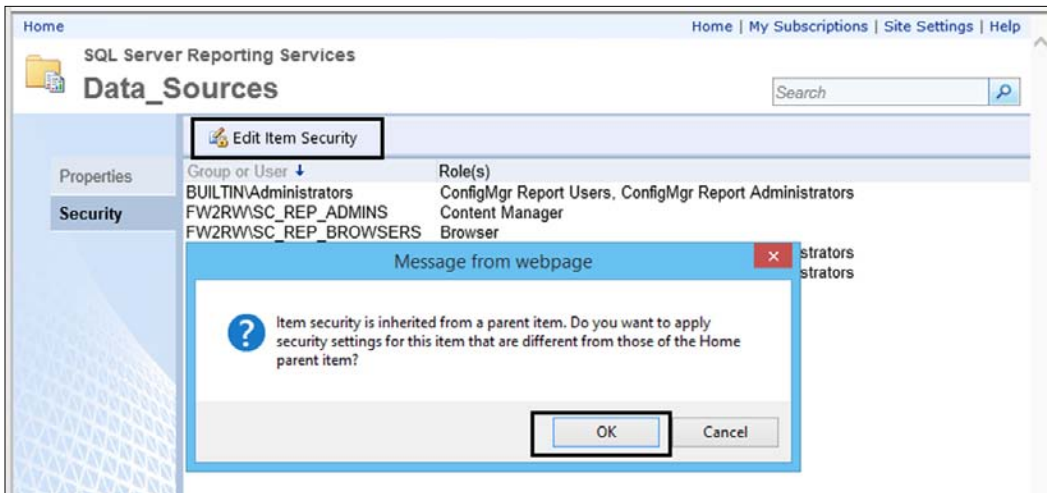 Home
Home | My Subscriptions | Site Settings | Help
SQL Server Reporting Services
Data_Sources
Search
Edit Item Security
Properties
Security
Group or User ↓ Role(s)
BUILTIN\Administrators ConfigMgr Report Users, ConfigMgr Report Administrators
FW2RW\SC_REP_ADMINS Content Manager
FW2RW\SC_REP_BROWSERS Browser
strators
strators
Message from webpage
Item security is inherited from a parent item. Do you want to apply
security settings for this item that are different from those of the Home
parent item?
OK Cancel